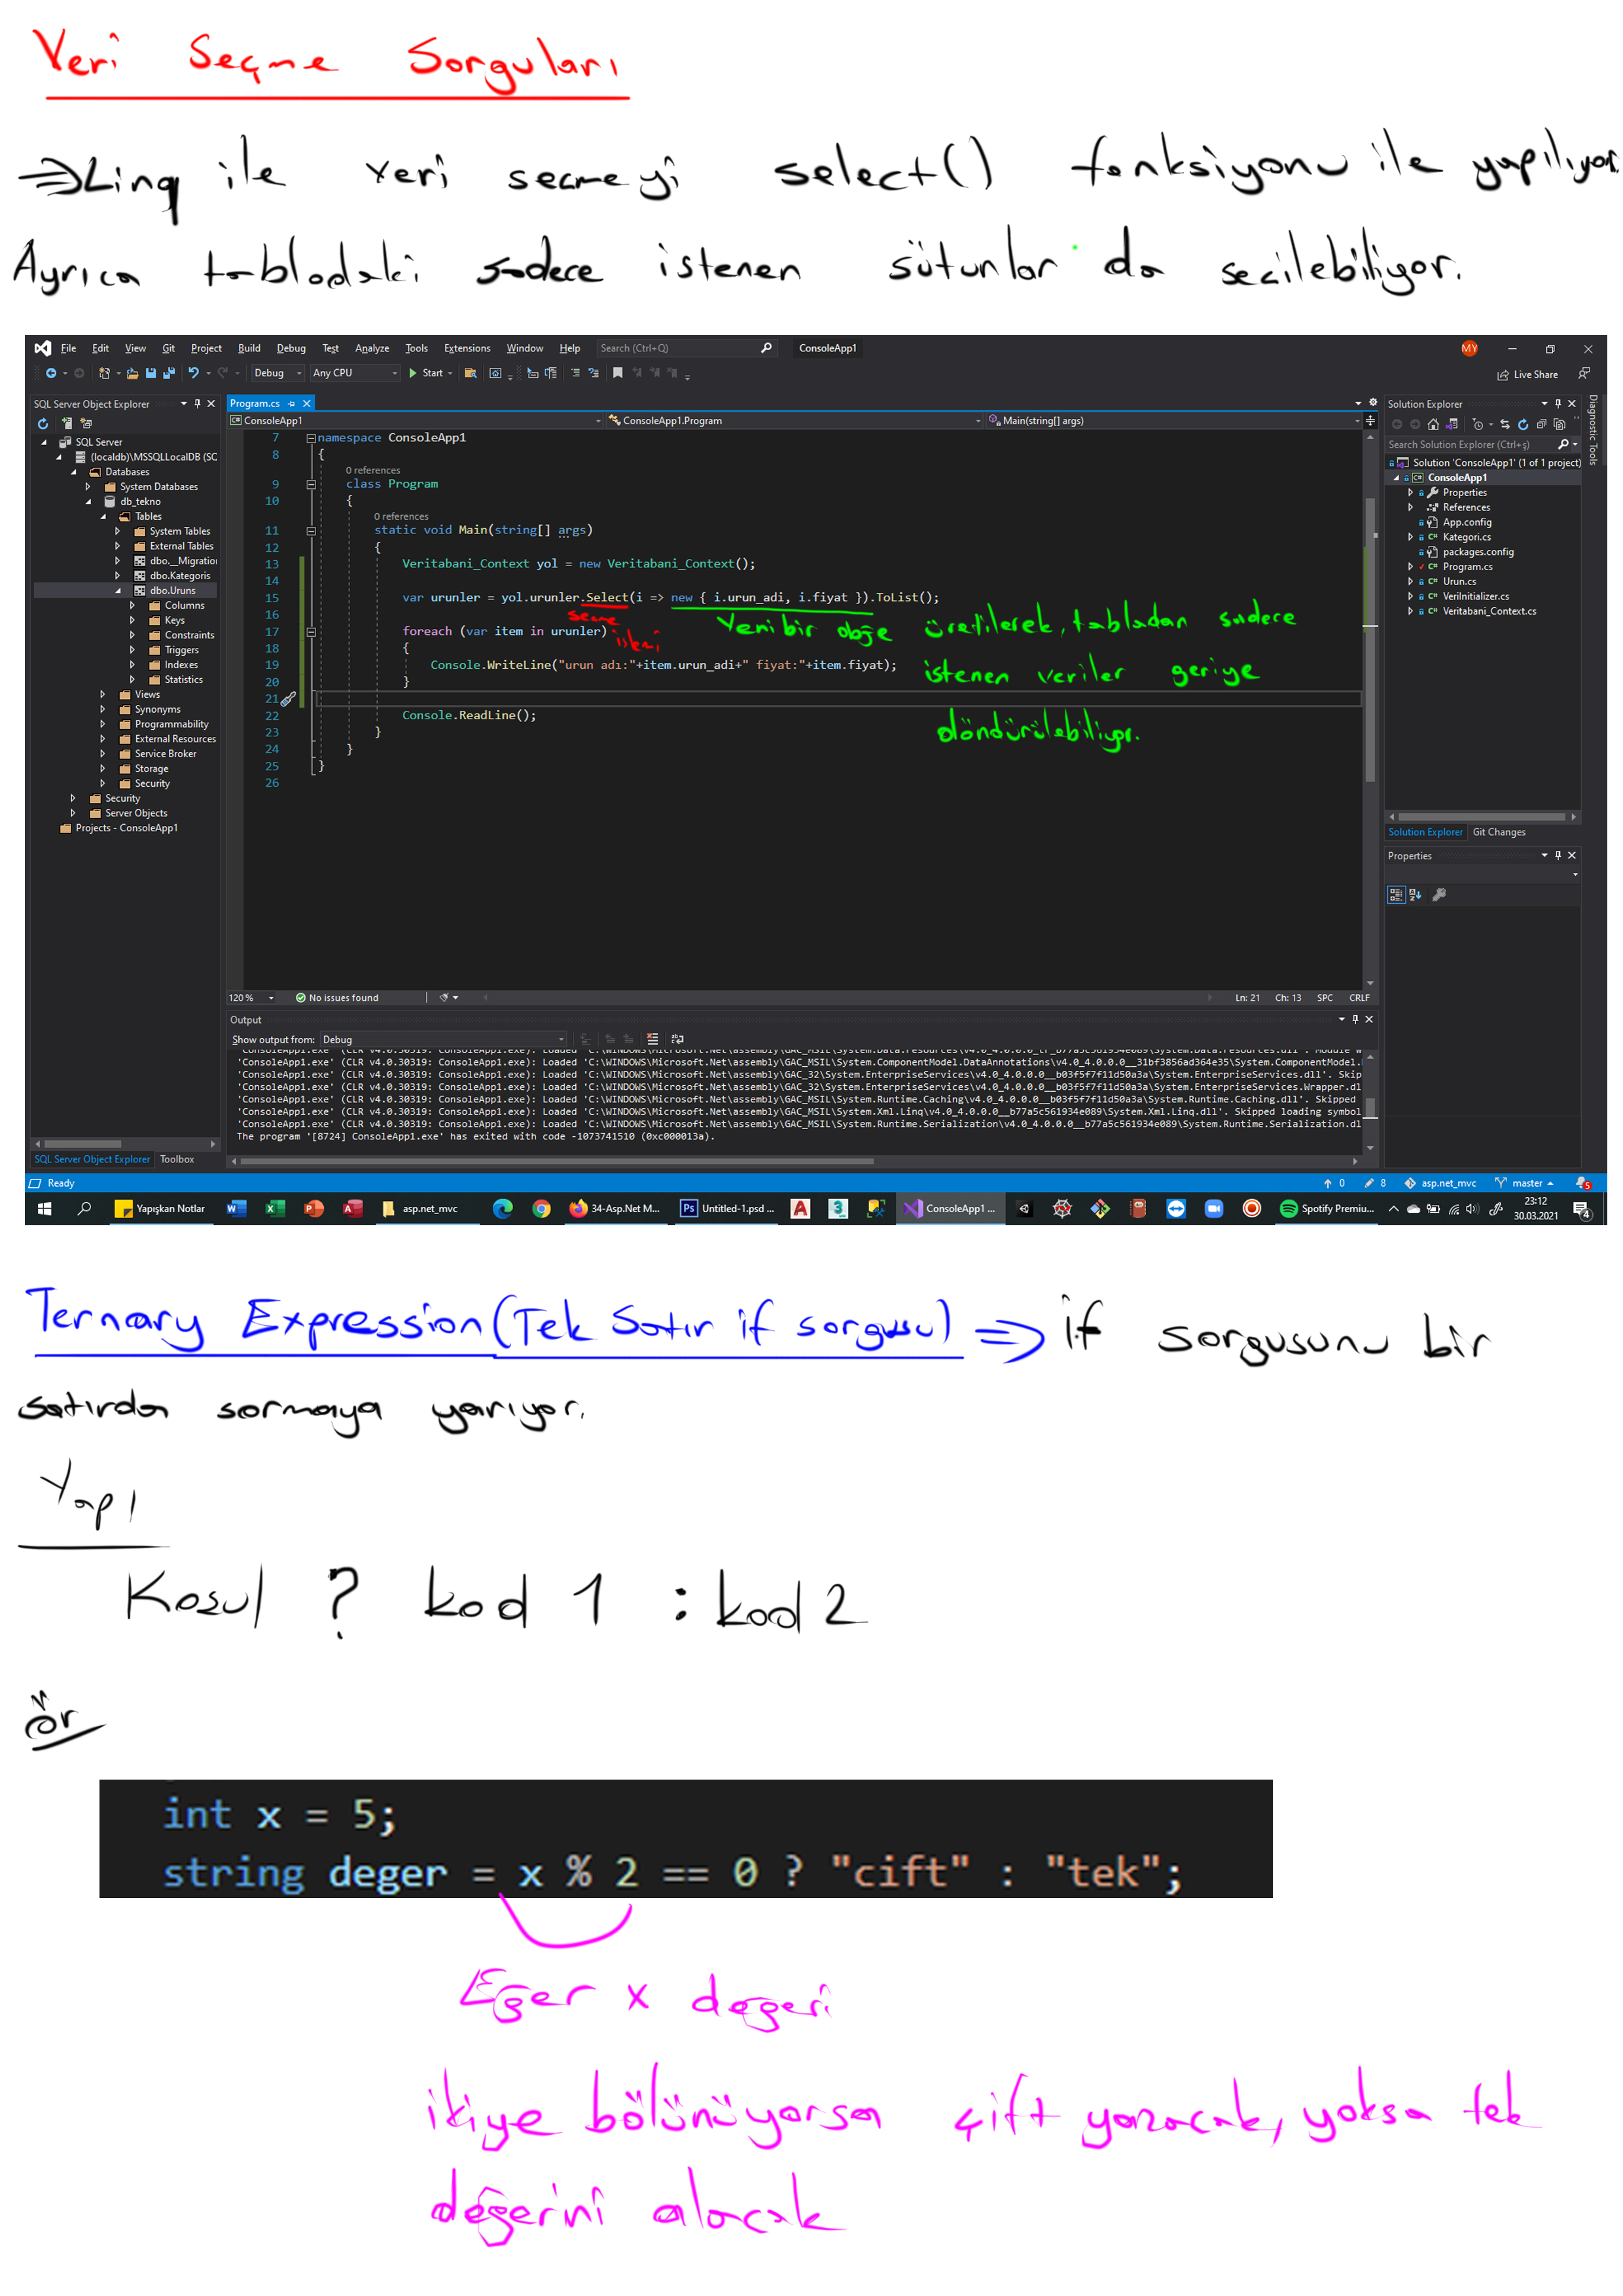 Veri Seçme Sorguları
⇒Linq ile veri seçmeyi select() fonksiyonu ile yapılıyor.
Ayrıca tablodaki sadece istenen sütunlar da seçilebiliyor.
File Edit View Git Project Build Debug Test Analyze Tools Extensions Window Help Search (Ctrl+Q) ConsoleApp1 MY
Debug Any CPU Start Live Share
SQL Server Object Explorer
SQL Server
(localdb)\MSSQLLocalDB (SC
Databases
System Databases
db_tekno
Tables
System Tables
External Tables
dbo.__Migratio
dbo.Kategoris
dbo.Uruns
Columns
Keys
Constraints
Triggers
Indexes
Statistics
Views
Synonyms
Programmability
External Resources
Service Broker
Storage
Security
Security
Server Objects
Projects - ConsoleApp1
SQL Server Object Explorer Toolbox
Program.cs
ConsoleApp1 ConsoleApp1.Program Main(string[] args)
7 namespace ConsoleApp1
8 {
0 references
9 class Program
10 {
0 references
11 static void Main(string[] args)
12 {
13 Veritabani_Context yol = new Veritabani_Context();
14
15 var urunler = yol.urunler.Select(i => new { i.urun_adi, i.fiyat }).ToList();
16
seçme işlemi
Yeni bir obje üretilerek, tablodan sadece
istenen veriler geriye
döndürülebiliyor.
17 foreach (var item in urunler)
18 {
19 Console.WriteLine("urun adı:"+item.urun_adi+" fiyat:"+item.fiyat);
20 }
21
22 Console.ReadLine();
23 }
24 }
25 }
26
120 % No issues found Ln: 21 Ch: 13 SPC CRLF
Output
Show output from: Debug
'ConsoleApp1.exe' (CLR v4.0.30319: ConsoleApp1.exe): Loaded 'C:\WINDOWS\Microsoft.Net\assembly\GAC_MSIL\System.ComponentModel.DataAnnotations\v4.0_4.0.0.0__31bf3856ad364e35\System.ComponentModel.
'ConsoleApp1.exe' (CLR v4.0.30319: ConsoleApp1.exe): Loaded 'C:\WINDOWS\Microsoft.Net\assembly\GAC_32\System.EnterpriseServices\v4.0_4.0.0.0__b03f5f7f11d50a3a\System.EnterpriseServices.dll'. Skip
'ConsoleApp1.exe' (CLR v4.0.30319: ConsoleApp1.exe): Loaded 'C:\WINDOWS\Microsoft.Net\assembly\GAC_32\System.EnterpriseServices\v4.0_4.0.0.0__b03f5f7f11d50a3a\System.EnterpriseServices.Wrapper.dl
'ConsoleApp1.exe' (CLR v4.0.30319: ConsoleApp1.exe): Loaded 'C:\WINDOWS\Microsoft.Net\assembly\GAC_MSIL\System.Runtime.Caching\v4.0_4.0.0.0__b03f5f7f11d50a3a\System.Runtime.Caching.dll'. Skipped
'ConsoleApp1.exe' (CLR v4.0.30319: ConsoleApp1.exe): Loaded 'C:\WINDOWS\Microsoft.Net\assembly\GAC_MSIL\System.Xml.Linq\v4.0_4.0.0.0__b77a5c561934e089\System.Xml.Linq.dll'. Skipped loading symbol
'ConsoleApp1.exe' (CLR v4.0.30319: ConsoleApp1.exe): Loaded 'C:\WINDOWS\Microsoft.Net\assembly\GAC_MSIL\System.Runtime.Serialization\v4.0_4.0.0.0__b77a5c561934e089\System.Runtime.Serialization.dl
The program '[8724] ConsoleApp1.exe' has exited with code -1073741510 (0xc000013a).
Solution Explorer
Search Solution Explorer (Ctrl+ş)
Solution 'ConsoleApp1' (1 of 1 project)
ConsoleApp1
Properties
References
App.config
Kategori.cs
packages.config
Program.cs
Urun.cs
VeriInitializer.cs
Veritabani_Context.cs
Solution Explorer Git Changes
Properties
Diagnostic Tools
Ready 0 8 asp.net_mvc master 5
Yapışkan Notlar asp.net_mvc 34-Asp.Net M... Untitled-1.psd ... ConsoleApp1 ... Spotify Premiu... 23:12
30.03.2021 4
Ternary Expression(Tek Satır if sorgusu) ⇒ if sorgusunu bir
satırda sormaya yarıyor.
Yapı
Koşul ? kod 1 : kod 2
Ör
int x = 5;
string deger = x % 2 == 0 ? "cift" : "tek";
Eğer x değeri
ikiye bölünüyorsa çift yazacak, yoksa tek
değerini alacak